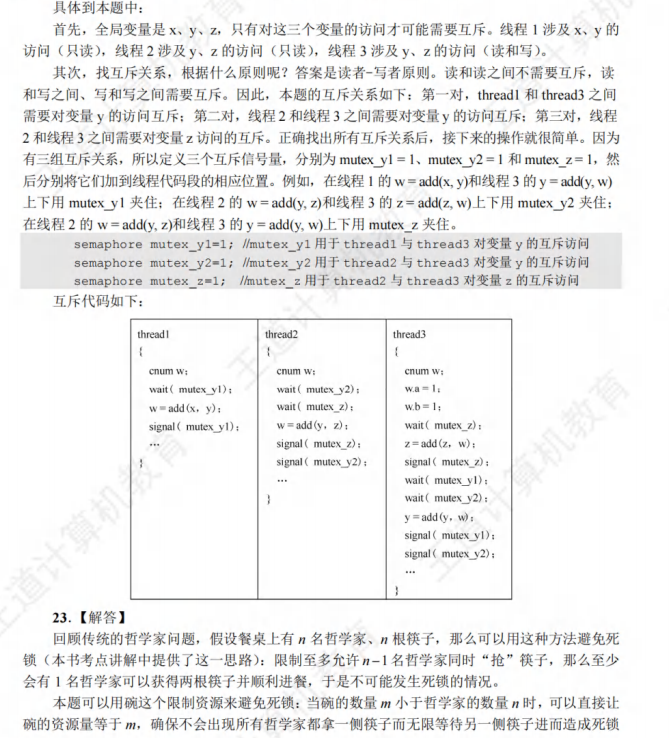 具体到本题中：
首先，全局变量是 x、y、z，只有对这三个变量的访问才可能需要互斥。线程 1 涉及 x、y 的
访问（只读），线程 2 涉及 y、z 的访问（只读），线程 3 涉及 y、z 的访问（读和写）。
其次，找互斥关系，根据什么原则呢？答案是读者–写者原则。读和读之间不需要互斥，读
和写之间、写和写之间需要互斥。因此，本题的互斥关系如下：第一对，thread1 和 thread3 之间
需要对变量 y 的访问互斥；第二对，线程 2 和线程 3 之间需要对变量 y 的访问互斥；第三对，线程
2 和线程 3 之间需要对变量 z 访问的互斥。正确找出所有互斥关系后，接下来的操作就很简单。因为
有三组互斥关系，所以定义三个互斥信号量，分别为 mutex_y1 = 1、mutex_y2 = 1 和 mutex_z = 1，然
后分别将它们加到线程代码段的相应位置。例如，在线程 1 的 w = add(x, y)和线程 3 的 y = add(y, w)
上下用 mutex_y1 夹住；在线程 2 的 w = add(y, z)和线程 3 的 z = add(z, w)上下用 mutex_y2 夹住；
在线程 2 的 w = add(y, z)和线程 3 的 y = add(y, w)上下用 mutex_z 夹住。
semaphore mutex_y1=1; //mutex_y1 用于 thread1 与 thread3 对变量 y 的互斥访问
semaphore mutex_y2=1; //mutex_y2 用于 thread2 与 thread3 对变量 y 的互斥访问
semaphore mutex_z=1; //mutex_z 用于 thread2 与 thread3 对变量 z 的互斥访问
互斥代码如下：
thread1
{
cnum w;
wait( mutex_y1);
w = add(x, y);
signal( mutex_y1);
…
}
thread2
{
cnum w;
wait( mutex_y2);
wait( mutex_z);
w = add(y, z);
signal( mutex_z);
signal( mutex_y2);
…
}
thread3
{
cnum w;
w.a = 1;
w.b = 1;
wait( mutex_z);
z = add(z, w);
signal( mutex_z);
wait( mutex_y1);
wait( mutex_y2);
y = add(y, w);
signal( mutex_y1);
signal( mutex_y2);
…
}
23.【解答】
回顾传统的哲学家问题，假设餐桌上有 n 名哲学家、n 根筷子，那么可以用这种方法避免死
锁（本书考点讲解中提供了这一思路）：限制至多允许 n–1 名哲学家同时“抢”筷子，那么至少
会有 1 名哲学家可以获得两根筷子并顺利进餐，于是不可能发生死锁的情况。
本题可以用碗这个限制资源来避免死锁：当碗的数量 m 小于哲学家的数量 n 时，可以直接让
碗的资源量等于 m，确保不会出现所有哲学家都拿一侧筷子而无限等待另一侧筷子进而造成死锁
王道计算机教育